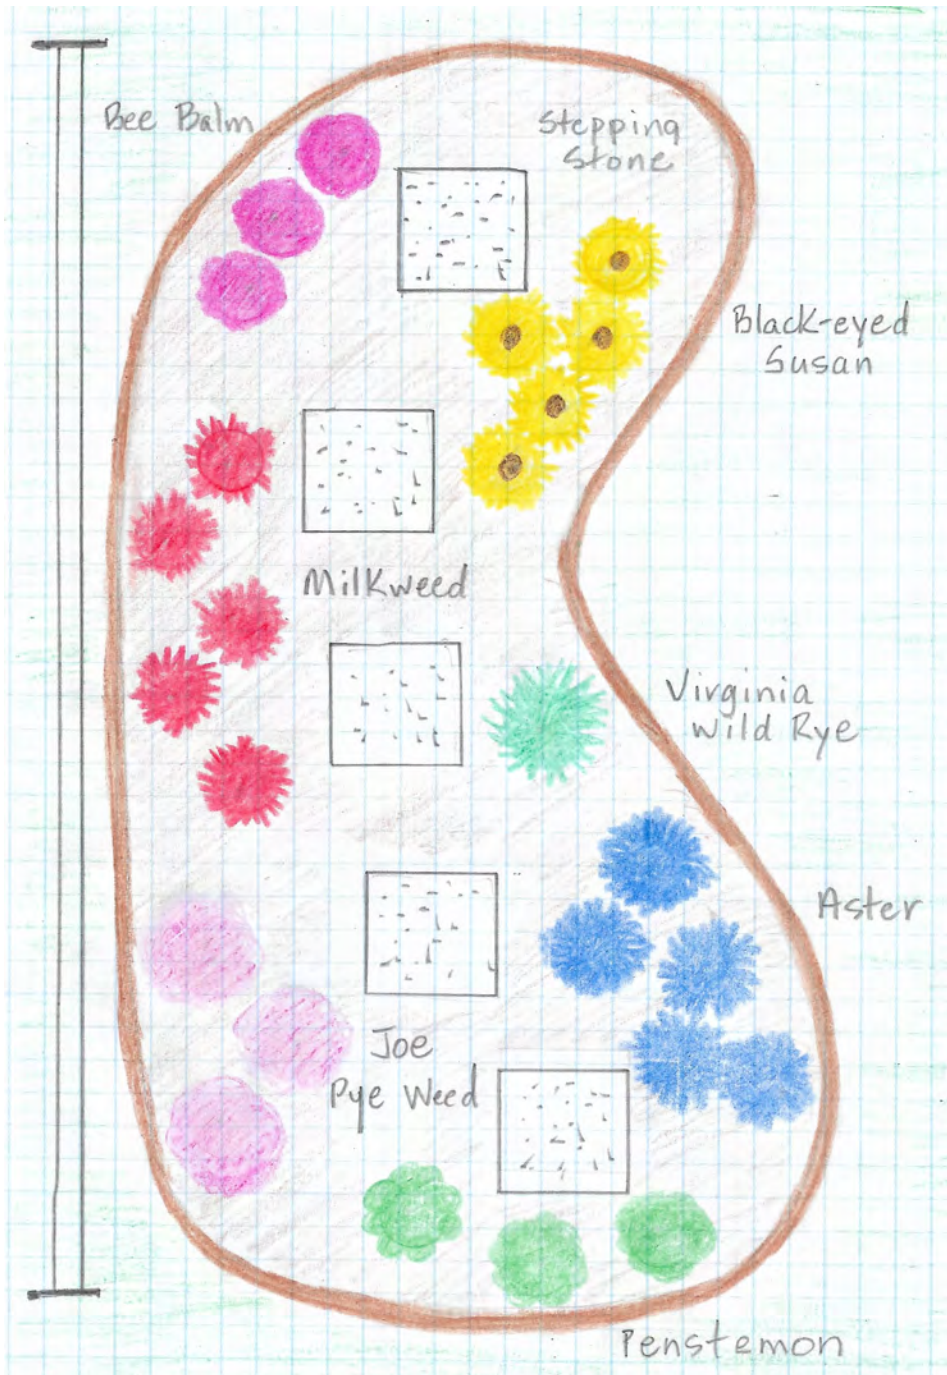 Bee Balm
Stepping
Stone
Black-eyed
Susan
Milkweed
Virginia
Wild Rye
Aster
Joe
Pye Weed
Penstemon